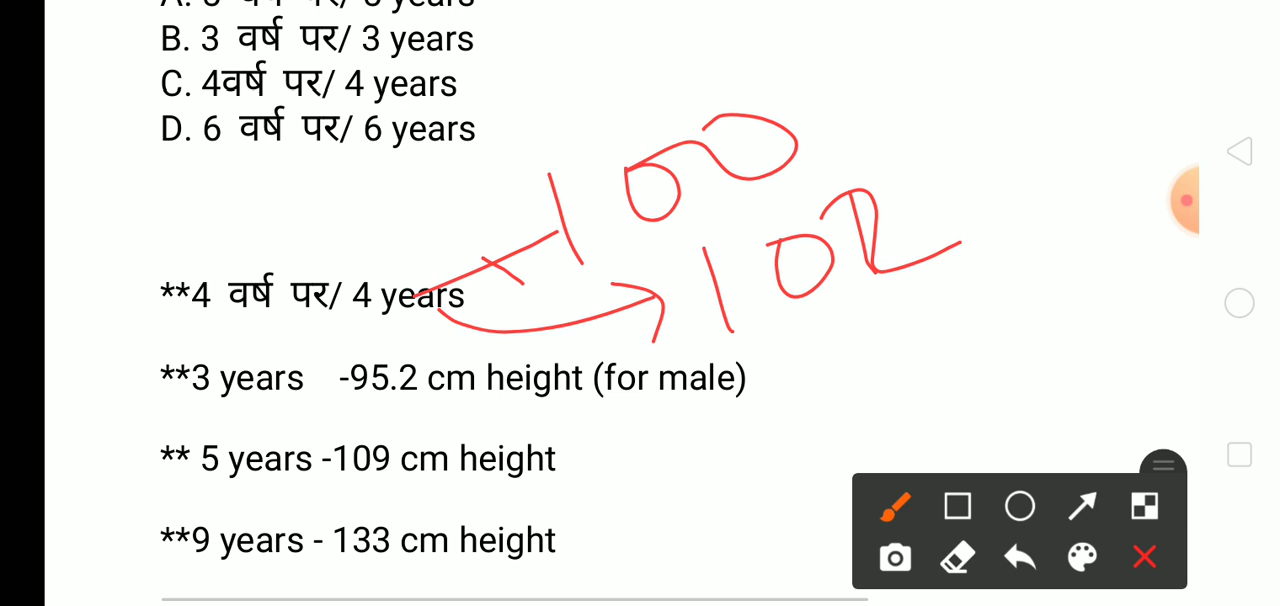 B. 3 वर्ष पर/ 3 years
C. 4वर्ष पर/ 4 years
D. 6 वर्ष पर/ 6 years
100
102
**4 वर्ष पर/ 4 years
**3 years -95.2 cm height (for male)
** 5 years -109 cm height
**9 years - 133 cm height